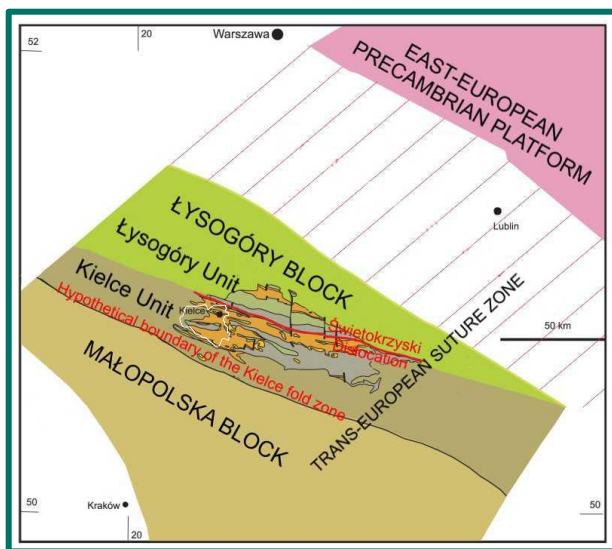 52
20
Warszawa
EAST-EUROPEAN
PRECAMBRIAN PLATFORM
Lublin
ŁYSOGÓRY BLOCK
Łysogóry Unit
Kielce Unit
Kielce
Świetokrzyski
Dislocation
50 km
Hypothetical boundary of the Kielce fold zone
TRANS-EUROPEAN SUTURE ZONE
MAŁOPOLSKA BLOCK
50
Kraków
20
50